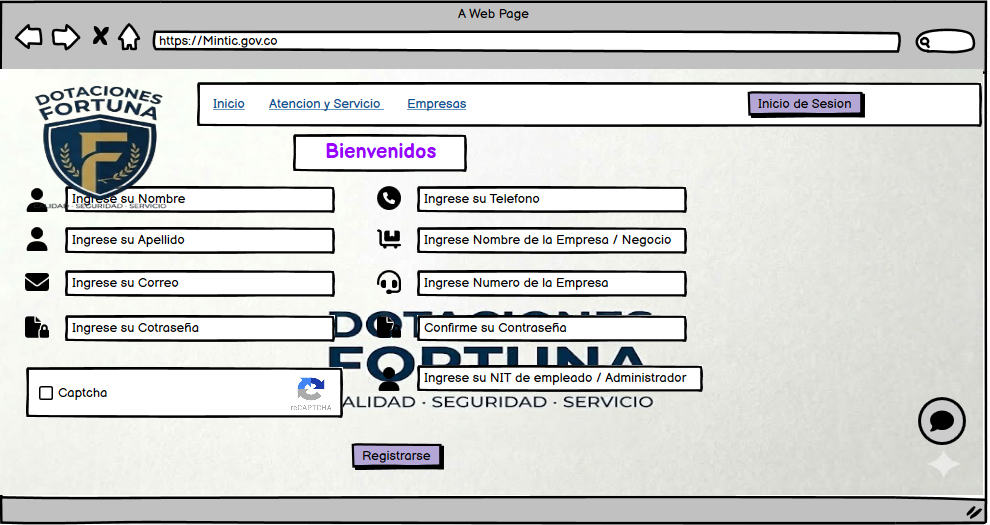 A Web Page
https://Mintic.gov.co
DOTACIONES
FORTUNA
Inicio Atencion y Servicio Empresas Inicio de Sesion
Bienvenidos
Ingrese su Nombre Ingrese su Telefono
CALIDAD · SEGURIDAD · SERVICIO
Ingrese su Apellido Ingrese Nombre de la Empresa / Negocio
Ingrese su Correo Ingrese Numero de la Empresa
DOTACIONES
Ingrese su Cotraseña Confirme su Contraseña
FORTUNA
Ingrese su NIT de empleado / Administrador
Captcha
reCAPTCHA
ALIDAD · SEGURIDAD · SERVICIO
Registrarse